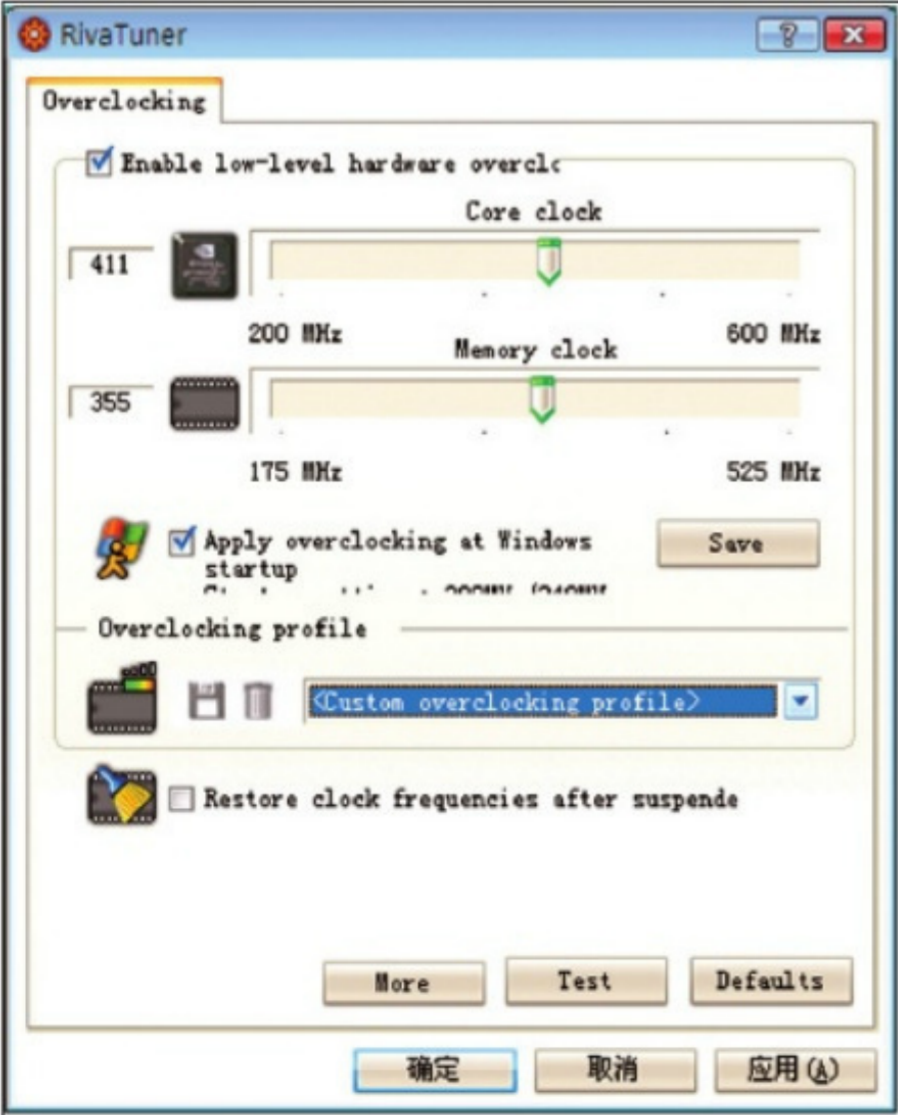 RivaTuner
Overclocking
Enable low-level hardware overclc
Core clock
411
200 MHz
600 MHz
Memory clock
355
175 MHz
525 MHz
Apply overclocking at Windows
startup
Save
Overclocking profile
<Custom overclocking profile>
Restore clock frequencies after suspende
More
Test
Defaults
确定
取消
应用(A)